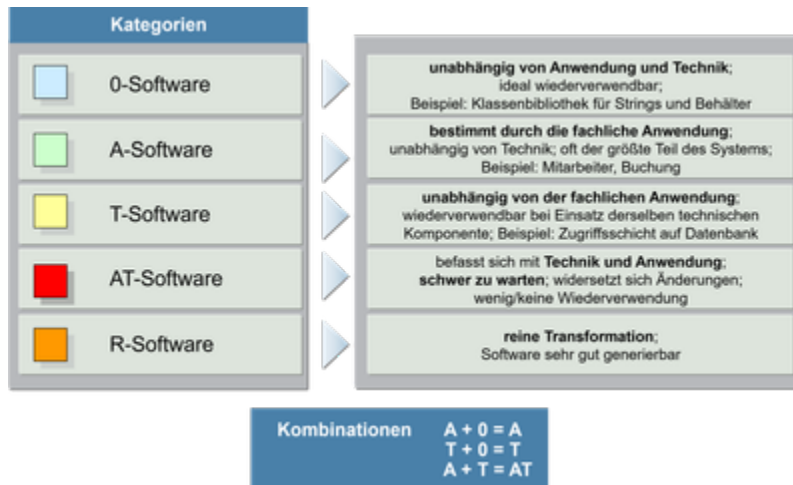 Kategorien
0-Software
unabhängig von Anwendung und Technik;
ideal wiederverwendbar;
Beispiel: Klassenbibliothek für Strings und Behälter
A-Software
bestimmt durch die fachliche Anwendung;
unabhängig von Technik; oft der größte Teil des Systems;
Beispiel: Mitarbeiter, Buchung
T-Software
unabhängig von der fachlichen Anwendung;
wiederverwendbar bei Einsatz derselben technischen
Komponente; Beispiel: Zugriffsschicht auf Datenbank
AT-Software
befasst sich mit Technik und Anwendung;
schwer zu warten; widersetzt sich Änderungen;
wenig/keine Wiederverwendung
R-Software
reine Transformation;
Software sehr gut generierbar
Kombinationen A + 0 = A
T + 0 = T
A + T = AT